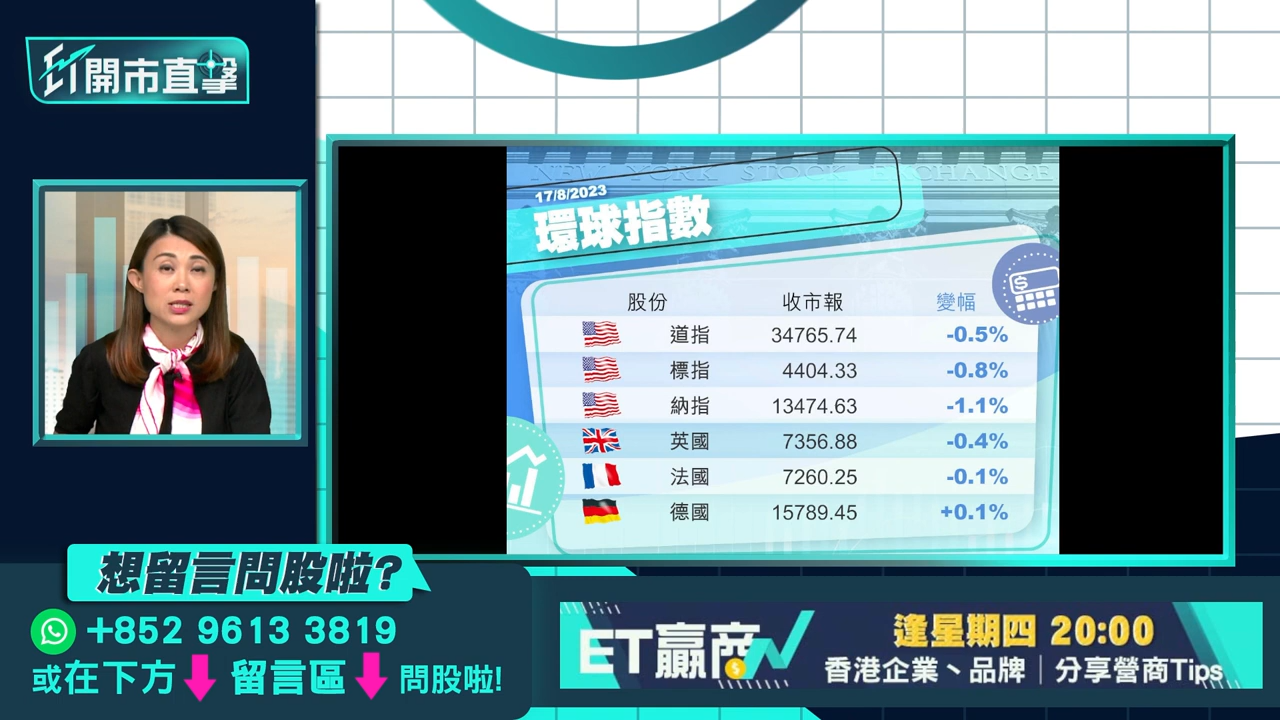 ET開市直擊
NEW YORK STOCK EXCHANGE
17/8/2023
環球指數
股份 收市報 變幅
道指 34765.74 -0.5%
標指 4404.33 -0.8%
納指 13474.63 -1.1%
英國 7356.88 -0.4%
法國 7260.25 -0.1%
德國 15789.45 +0.1%
想留言問股啦?
+852 9613 3819
或在下方 留言區 問股啦!
ET贏商
逢星期四 20:00
香港企業、品牌｜分享營商Tips